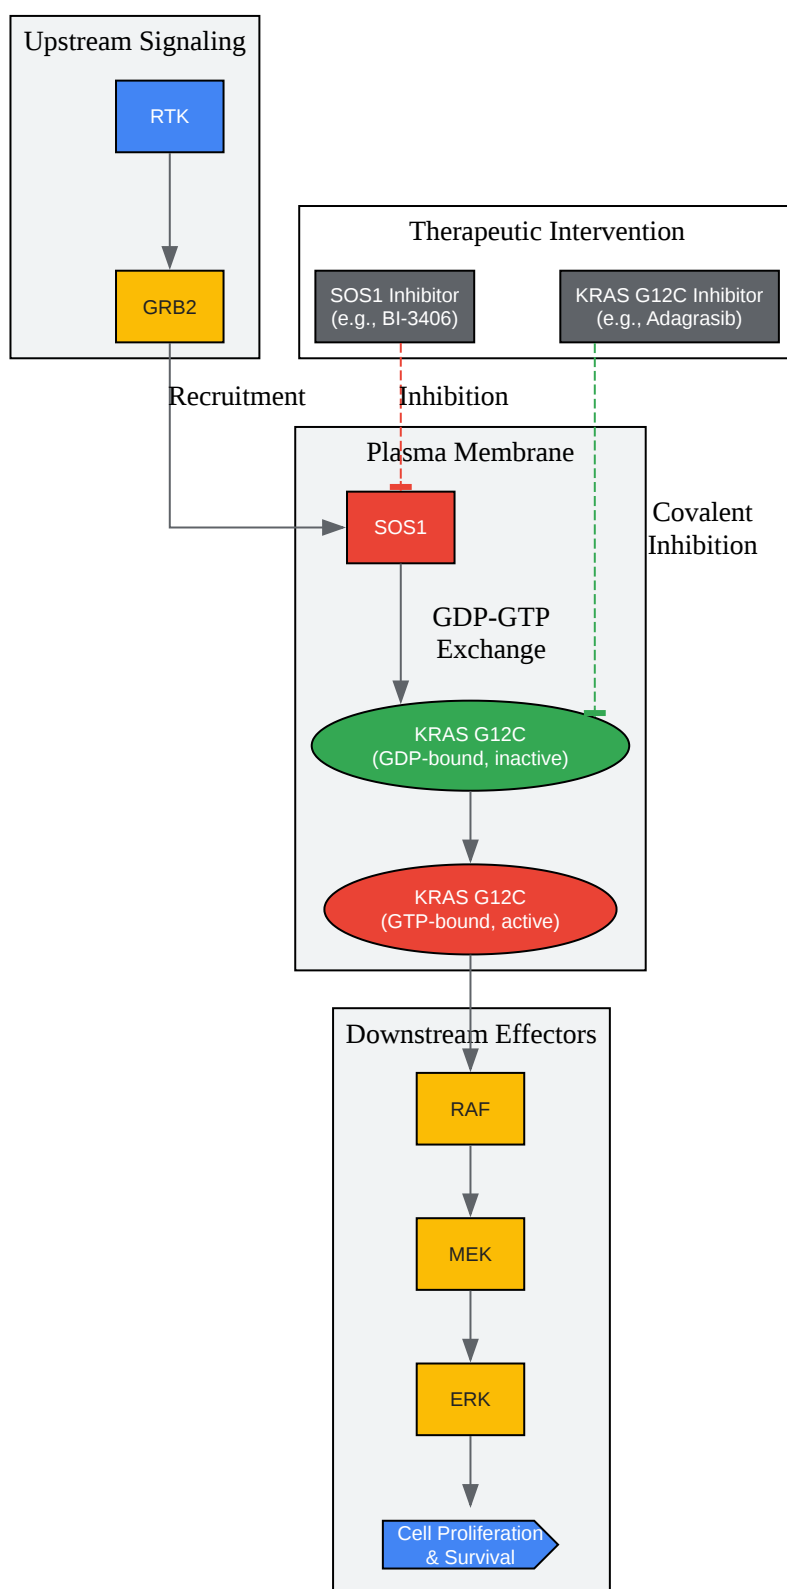 Upstream Signaling
RTK
GRB2
Therapeutic Intervention
SOS1 Inhibitor
(e.g., BI-3406)
KRAS G12C Inhibitor
(e.g., Adagrasib)
Recruitment
Inhibition
Plasma Membrane
SOS1
Covalent
Inhibition
GDP-GTP
Exchange
KRAS G12C
(GDP-bound, inactive)
KRAS G12C
(GTP-bound, active)
Downstream Effectors
RAF
MEK
ERK
Cell Proliferation
& Survival